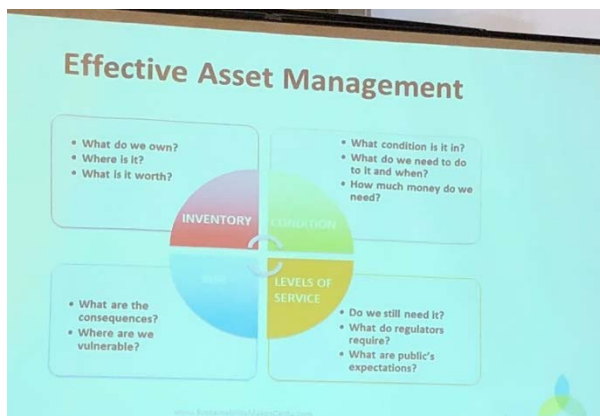 Effective Asset Management
• What do we own?
• Where is it?
• What is it worth?
• What condition is it in?
• What do we need to do
to it and when?
• How much money do we
need?
INVENTORY
CONDITION
RISK
LEVELS OF
SERVICE
• What are the
consequences?
• Where are we
vulnerable?
• Do we still need it?
• What do regulators
require?
• What are public's
expectations?